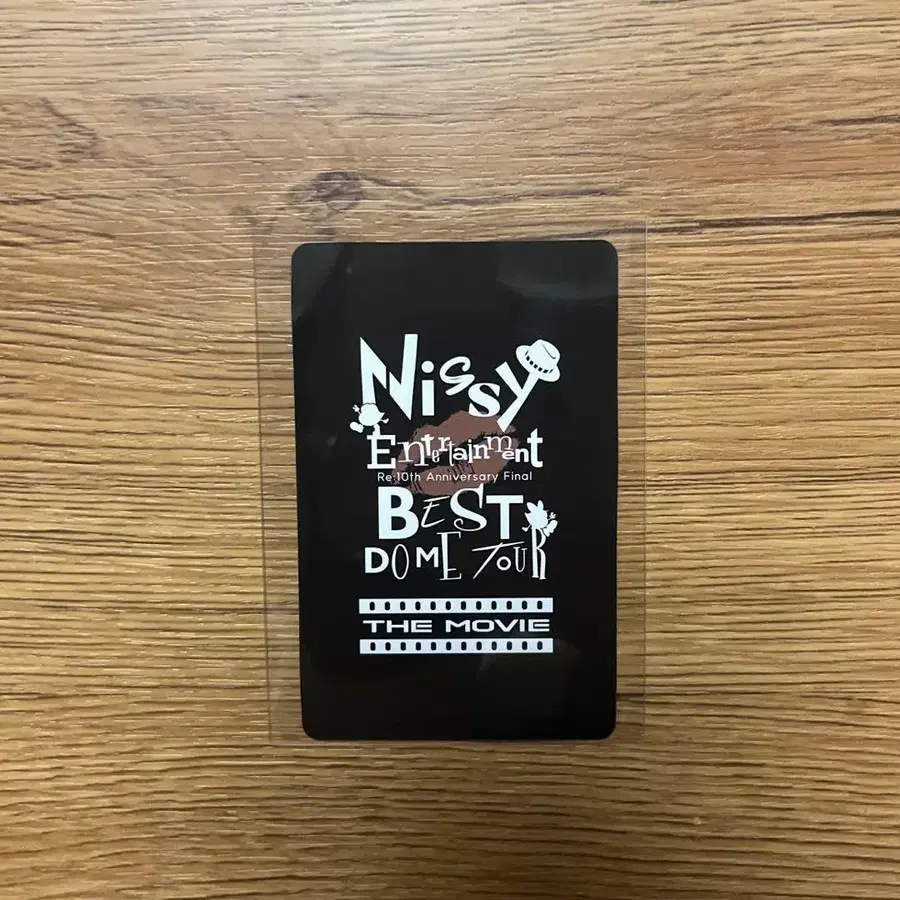 Nissy
Entertainment
Re:10th Anniversary Final
BEST
DOME TOUR
THE MOVIE